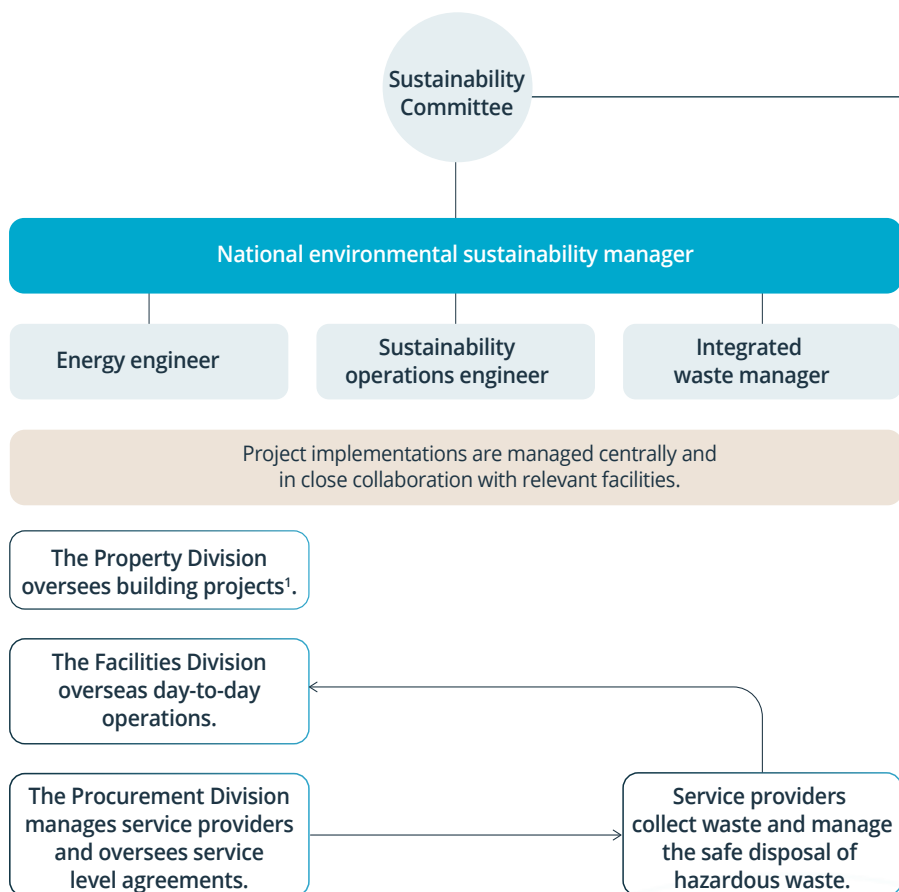 Sustainability
Committee
National environmental sustainability manager
Energy engineer
Sustainability
operations engineer
Integrated
waste manager
Project implementations are managed centrally and
in close collaboration with relevant facilities.
The Property Division
oversees building projects¹.
The Facilities Division
overseas day-to-day
operations.
The Procurement Division
manages service providers
and oversees service
level agreements.
Service providers
collect waste and manage
the safe disposal of
hazardous waste.